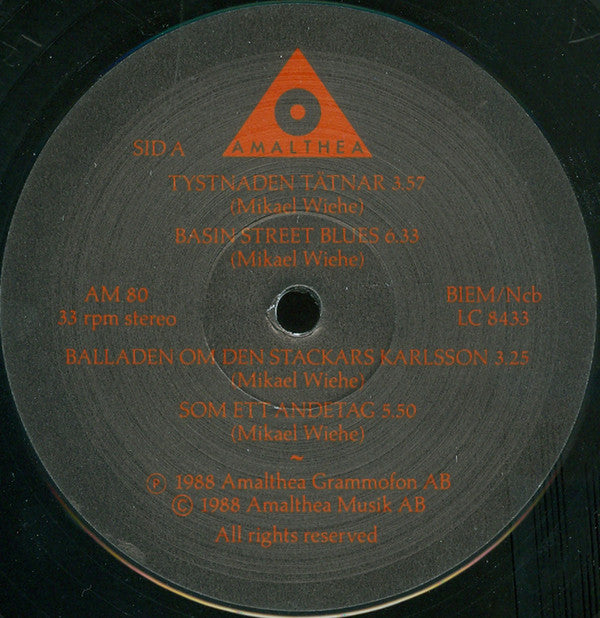 AMALTHEA
SID A
TYSTNADEN TÄTNAR 3.57
(Mikael Wiehe)
BASIN STREET BLUES 6.33
(Mikael Wiehe)
AM 80
33 rpm stereo
BIEM/Ncb
LC 8433
BALLADEN OM DEN STACKARS KARLSSON 3.25
(Mikael Wiehe)
SOM ETT ANDETAG 5.50
(Mikael Wiehe)
~
Ⓟ 1988 Amalthea Grammofon AB
© 1988 Amalthea Musik AB
All rights reserved